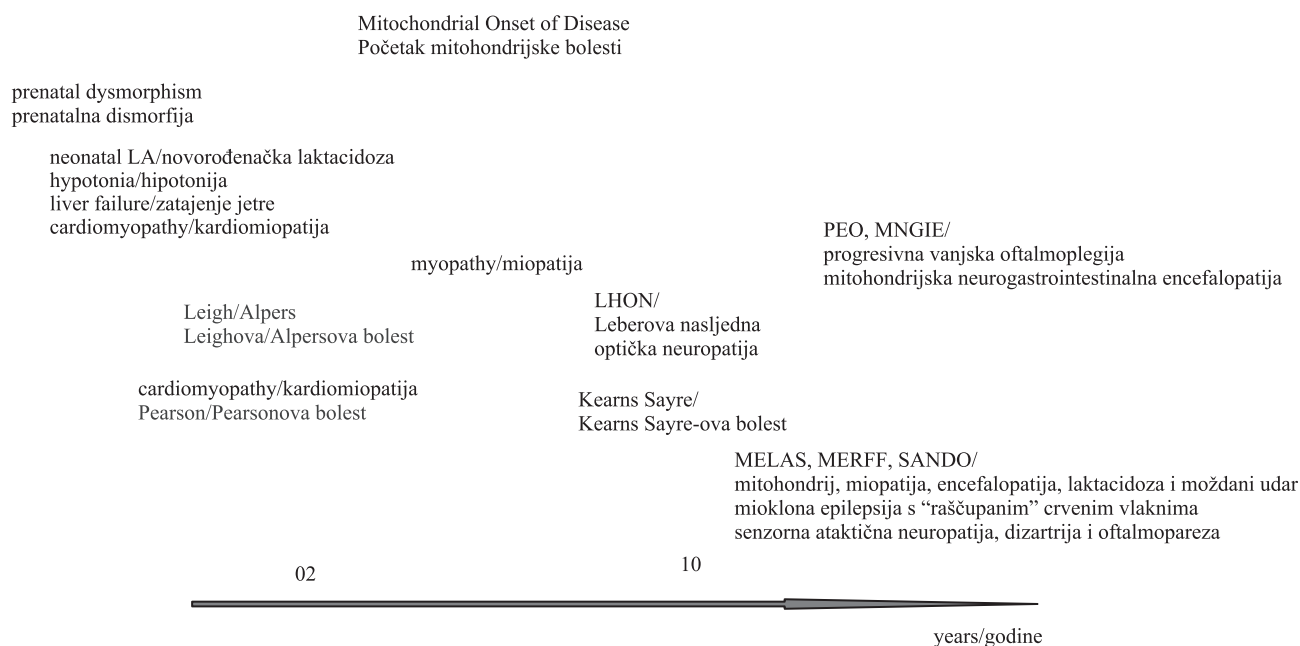 Mitochondrial Onset of Disease
Početak mitohondrijske bolesti
prenatal dysmorphism
prenatalna dismorfija
neonatal LA/novorođenačka laktacidoza
hypotonia/hipotonija
liver failure/zatajenje jetre
cardiomyopathy/kardiomiopatija
PEO, MNGIE/
progresivna vanjska oftalmoplegija
mitohondrijska neurogastrointestinalna encefalopatija
myopathy/miopatija
Leigh/Alpers
Leighova/Alpersova bolest
LHON/
Leberova nasljedna
optička neuropatija
cardiomyopathy/kardiomiopatija
Pearson/Pearsonova bolest
Kearns Sayre/
Kearns Sayre-ova bolest
MELAS, MERFF, SANDO/
mitohondrij, miopatija, encefalopatija, laktacidoza i moždani udar
mioklona epilepsija s “raščupanim” crvenim vlaknima
senzorna ataktična neuropatija, dizartrija i oftalmopareza
02
10
years/godine